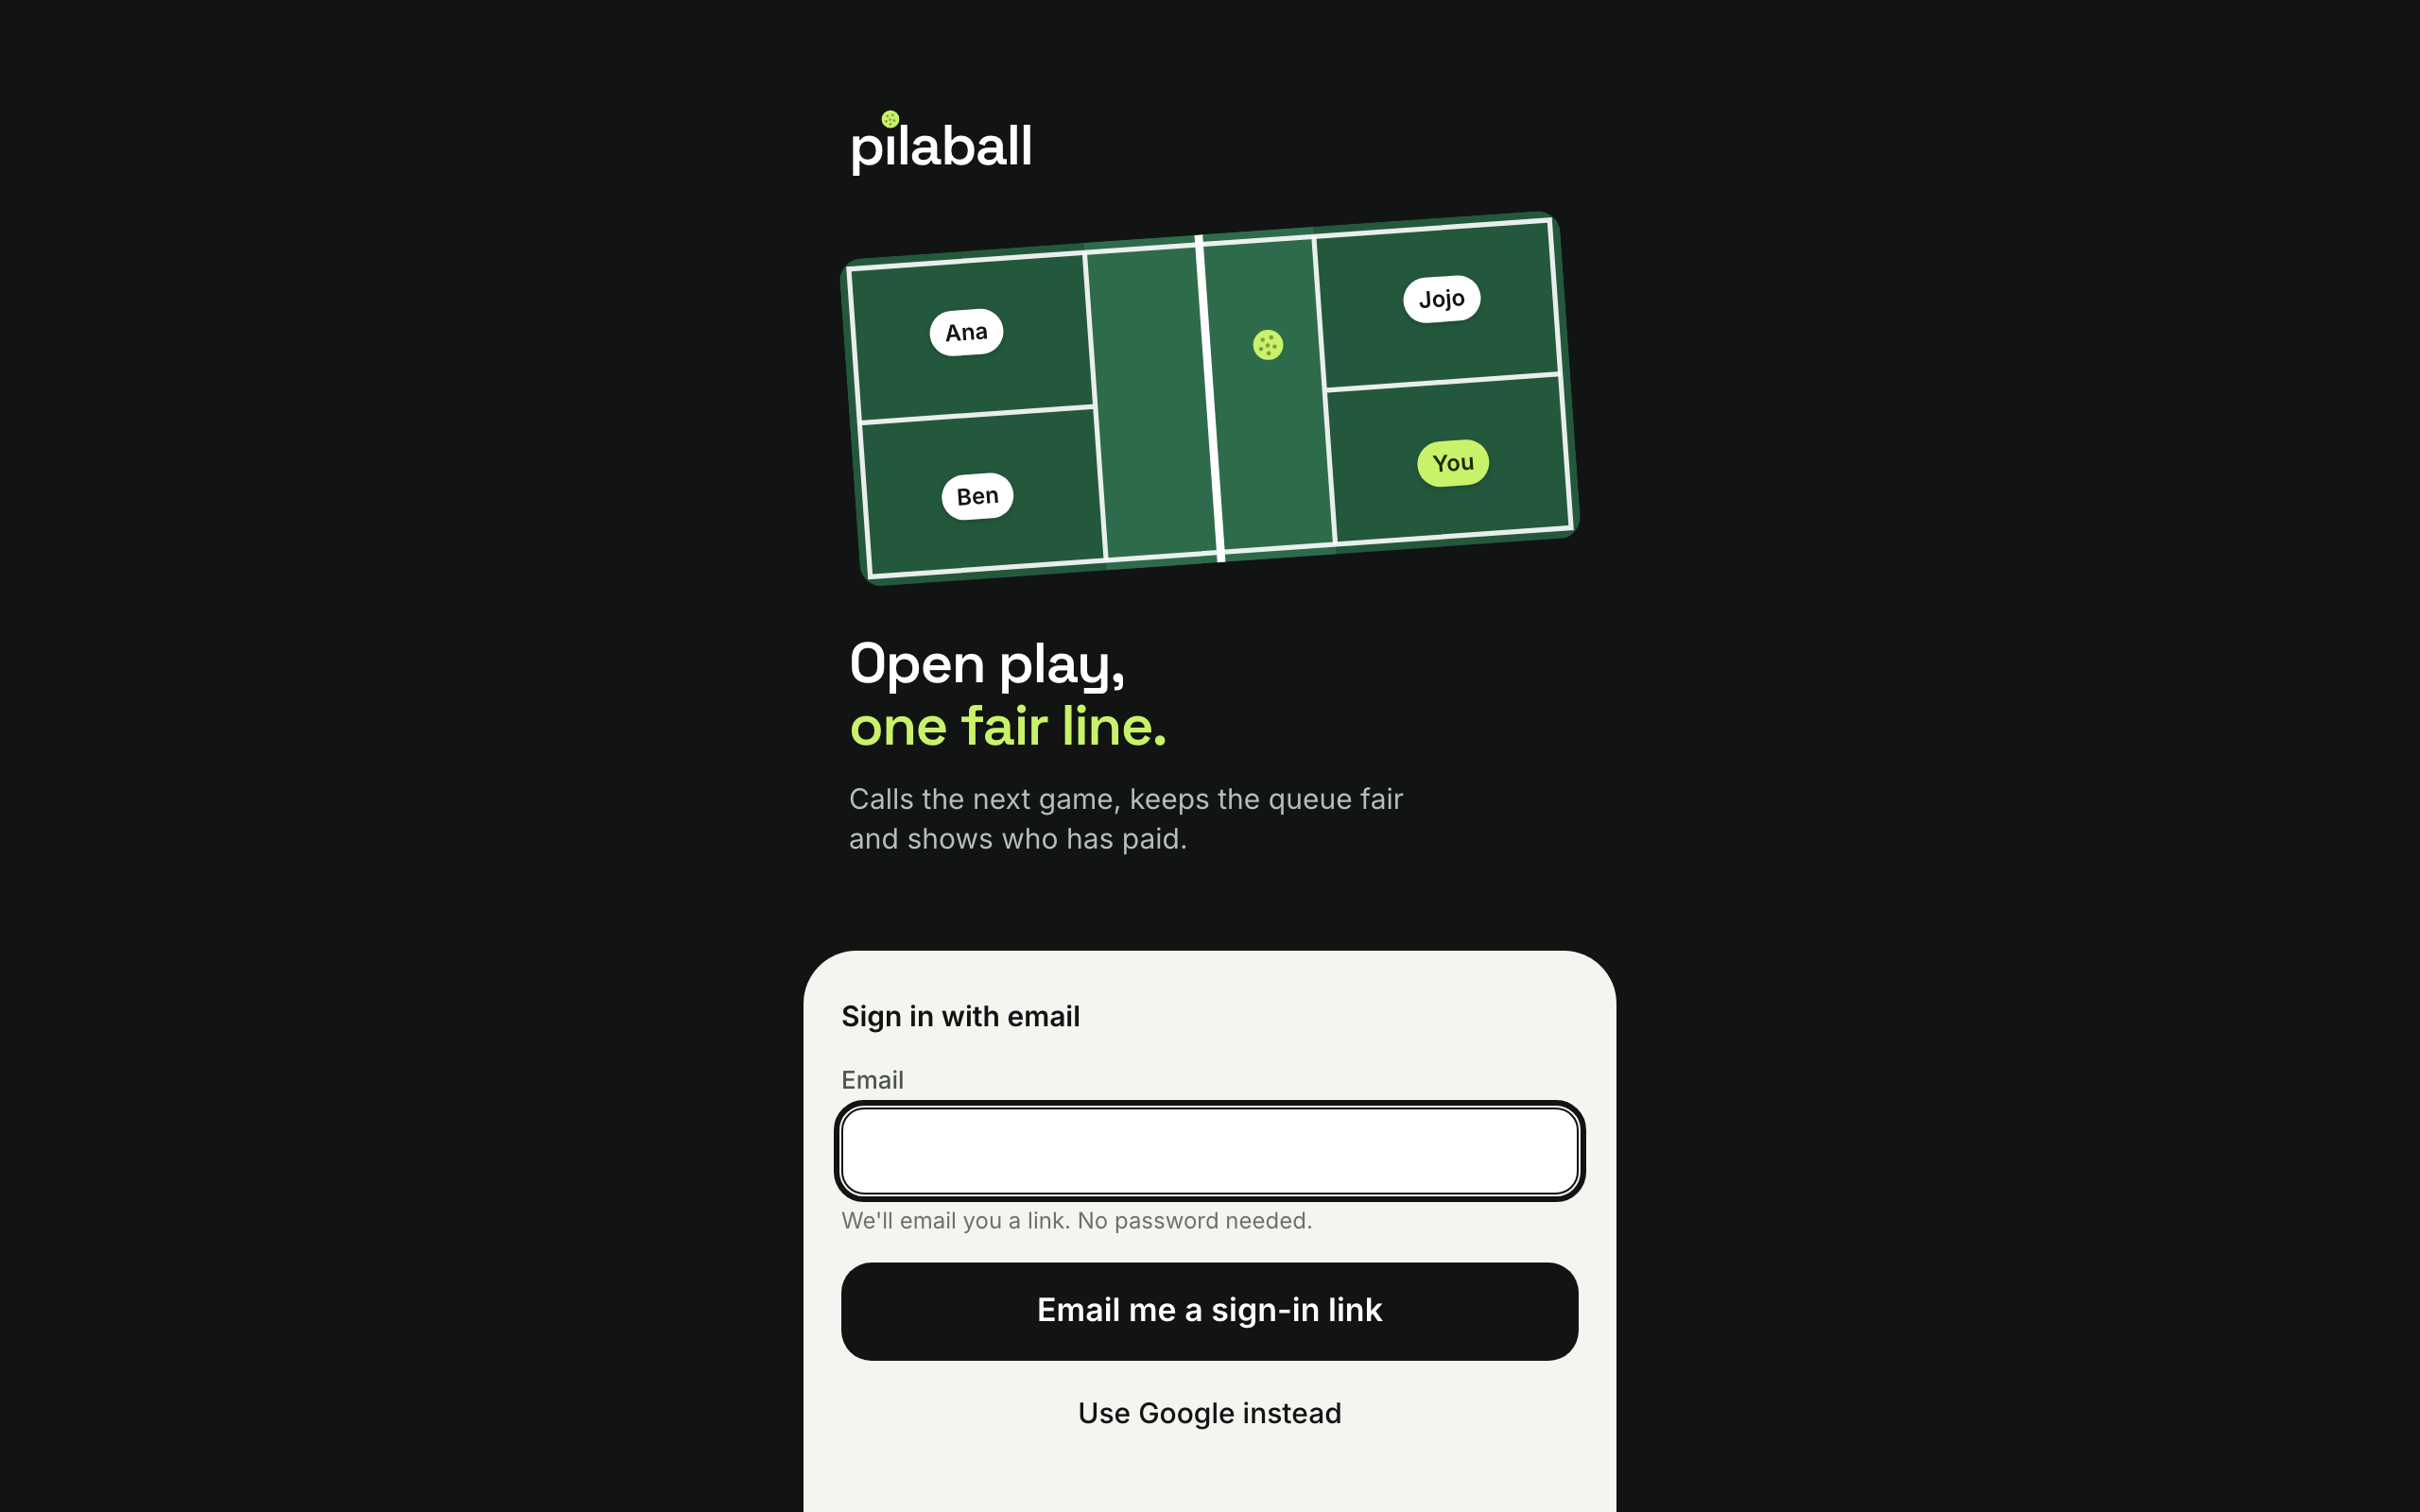 pilaball
Ana
Jojo
Ben
You
Open play,
one fair line.
Calls the next game, keeps the queue fair
and shows who has paid.
Sign in with email
Email
We'll email you a link. No password needed.
Email me a sign-in link
Use Google instead